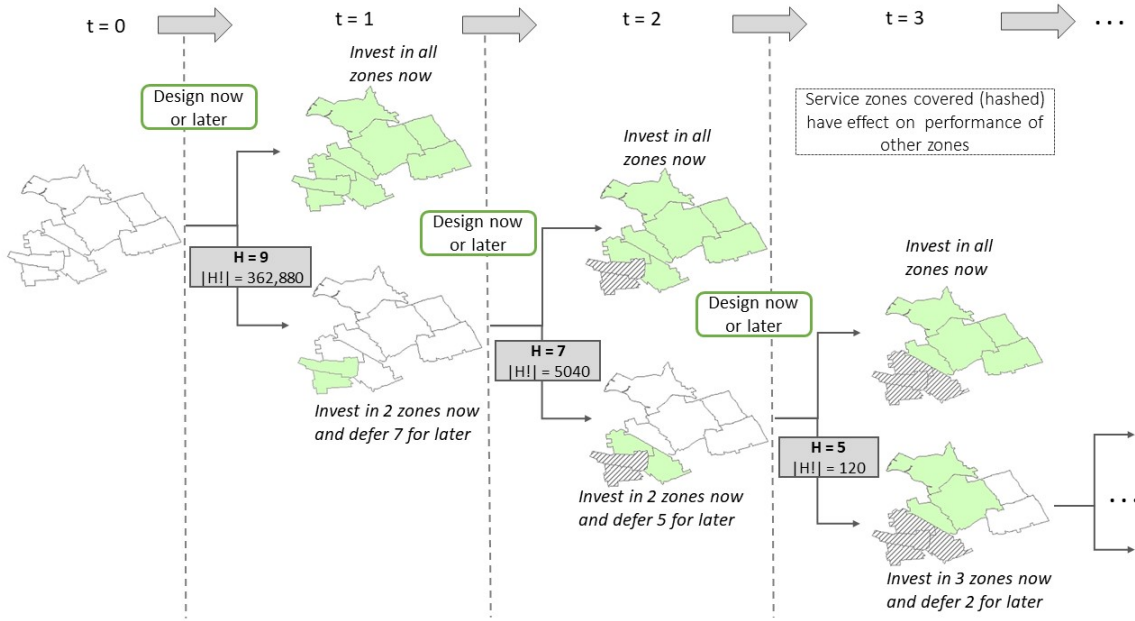 t = 0
t = 1
t = 2
t = 3
...
Invest in all
zones now
Design now
or later
Service zones covered (hashed)
have effect on performance of
other zones
Invest in all
zones now
Design now
or later
H = 9
|H!| = 362,880
Invest in all
zones now
Design now
or later
H = 7
|H!| = 5040
Invest in 2 zones now
and defer 7 for later
H = 5
|H!| = 120
Invest in 2 zones now
and defer 5 for later
...
Invest in 3 zones now
and defer 2 for later